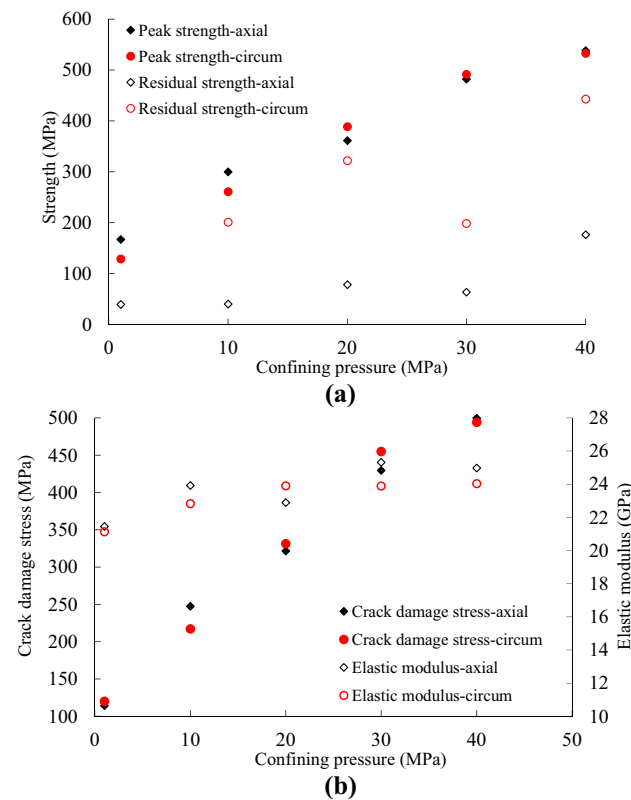 600
500
400
300
200
100
0
Strength (MPa)
Peak strength-axial
Peak strength-circum
Residual strength-axial
Residual strength-circum
0 10 20 30 40
Confining pressure (MPa)
(a)
500
450
400
350
300
250
200
150
100
Crack damage stress (MPa)
28
26
24
22
20
18
16
14
12
10
Elastic modulus (GPa)
Crack damage stress-axial
Crack damage stress-circum
Elastic modulus-axial
Elastic modulus-circum
0 10 20 30 40 50
Confining pressure (MPa)
(b)